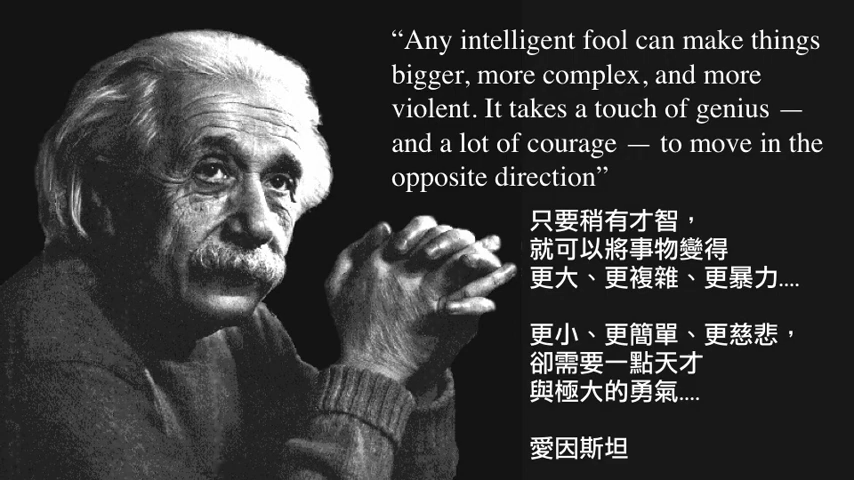 “Any intelligent fool can make things
bigger, more complex, and more
violent. It takes a touch of genius —
and a lot of courage — to move in the
opposite direction”
只要稍有才智，
就可以將事物變得
更大、更複雜、更暴力....
更小、更簡單、更慈悲，
卻需要一點天才
與極大的勇氣....
愛因斯坦